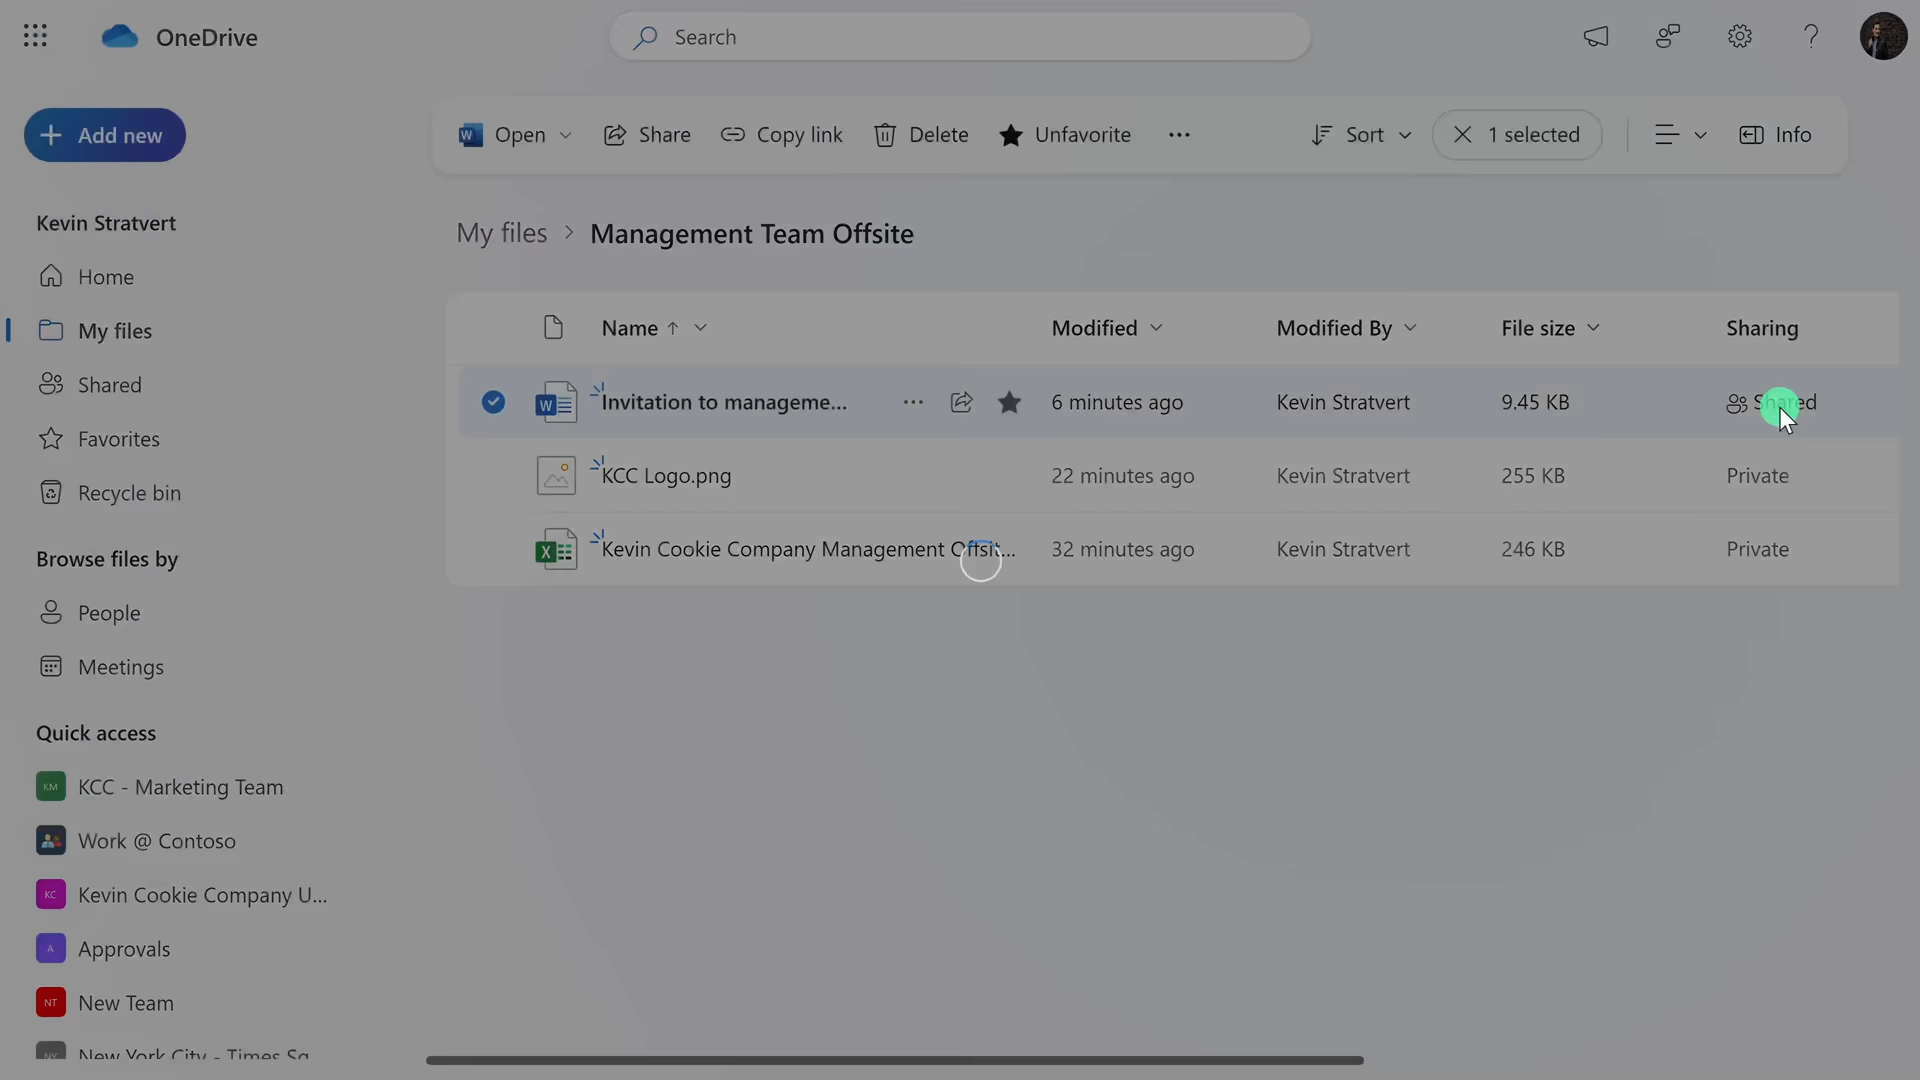 OneDrive
Search
Add new
Open
Share
Copy link
Delete
Unfavorite
Sort
1 selected
Info
Kevin Stratvert
Home
My files
Shared
Favorites
Recycle bin
Browse files by
People
Meetings
Quick access
KM KCC - Marketing Team
Work @ Contoso
KC Kevin Cookie Company U...
A Approvals
NT New Team
NY New York City - Times Sq
My files > Management Team Offsite
Name Modified Modified By File size Sharing
Invitation to manageme... 6 minutes ago Kevin Stratvert 9.45 KB Shared
KCC Logo.png 22 minutes ago Kevin Stratvert 255 KB Private
Kevin Cookie Company Management Offsit... 32 minutes ago Kevin Stratvert 246 KB Private